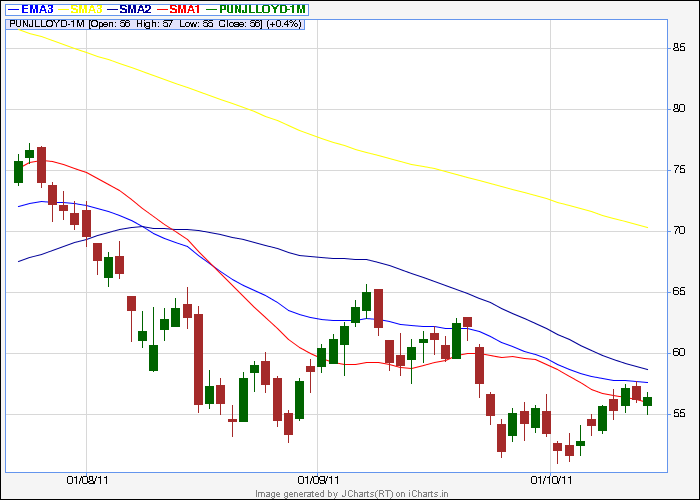 EMA3 SMA3 SMA2 SMA1 PUNJLLOYD-1M
PUNJLLOYD-1M [Open: 56 High: 57 Low: 55 Close: 56] (+0.4%)
85
80
75
70
65
60
55
01/08/11 01/09/11 01/10/11
Image generated by JCharts(RT) on iCharts.in